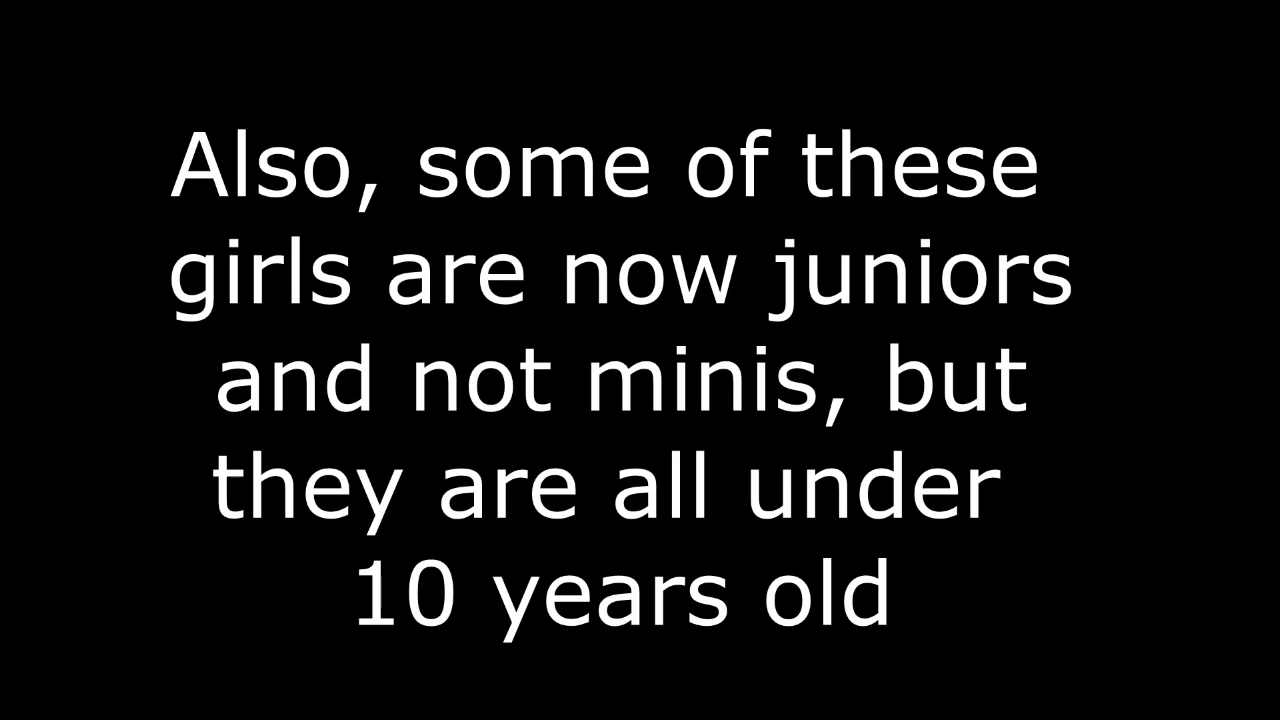 Also, some of these
girls are now juniors
and not minis, but
they are all under
10 years old